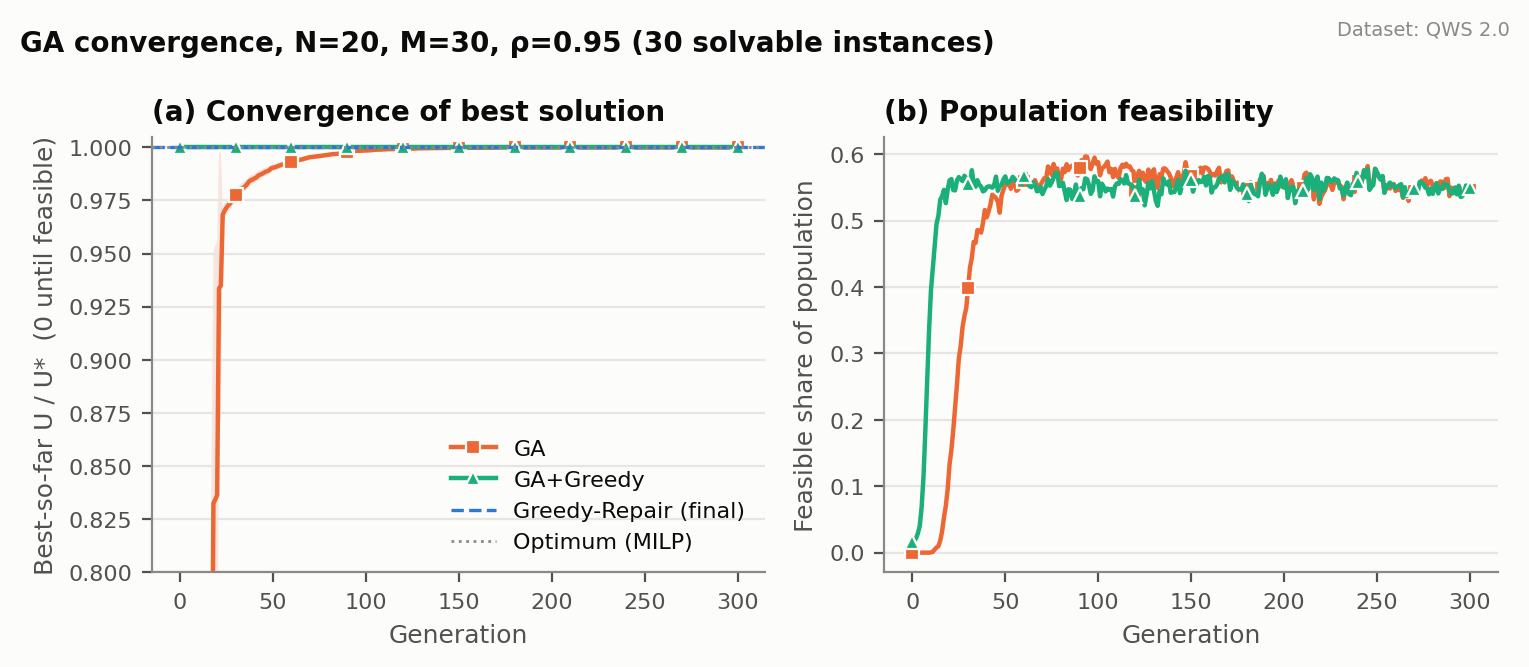 GA convergence, N=20, M=30, ρ=0.95 (30 solvable instances)
Dataset: QWS 2.0
(a) Convergence of best solution
Best-so-far U / U* (0 until feasible)
1.000
0.975
0.950
0.925
0.900
0.875
0.850
0.825
0.800
GA
GA+Greedy
Greedy-Repair (final)
Optimum (MILP)
0 50 100 150 200 250 300
Generation
(b) Population feasibility
Feasible share of population
0.6
0.5
0.4
0.3
0.2
0.1
0.0
0 50 100 150 200 250 300
Generation